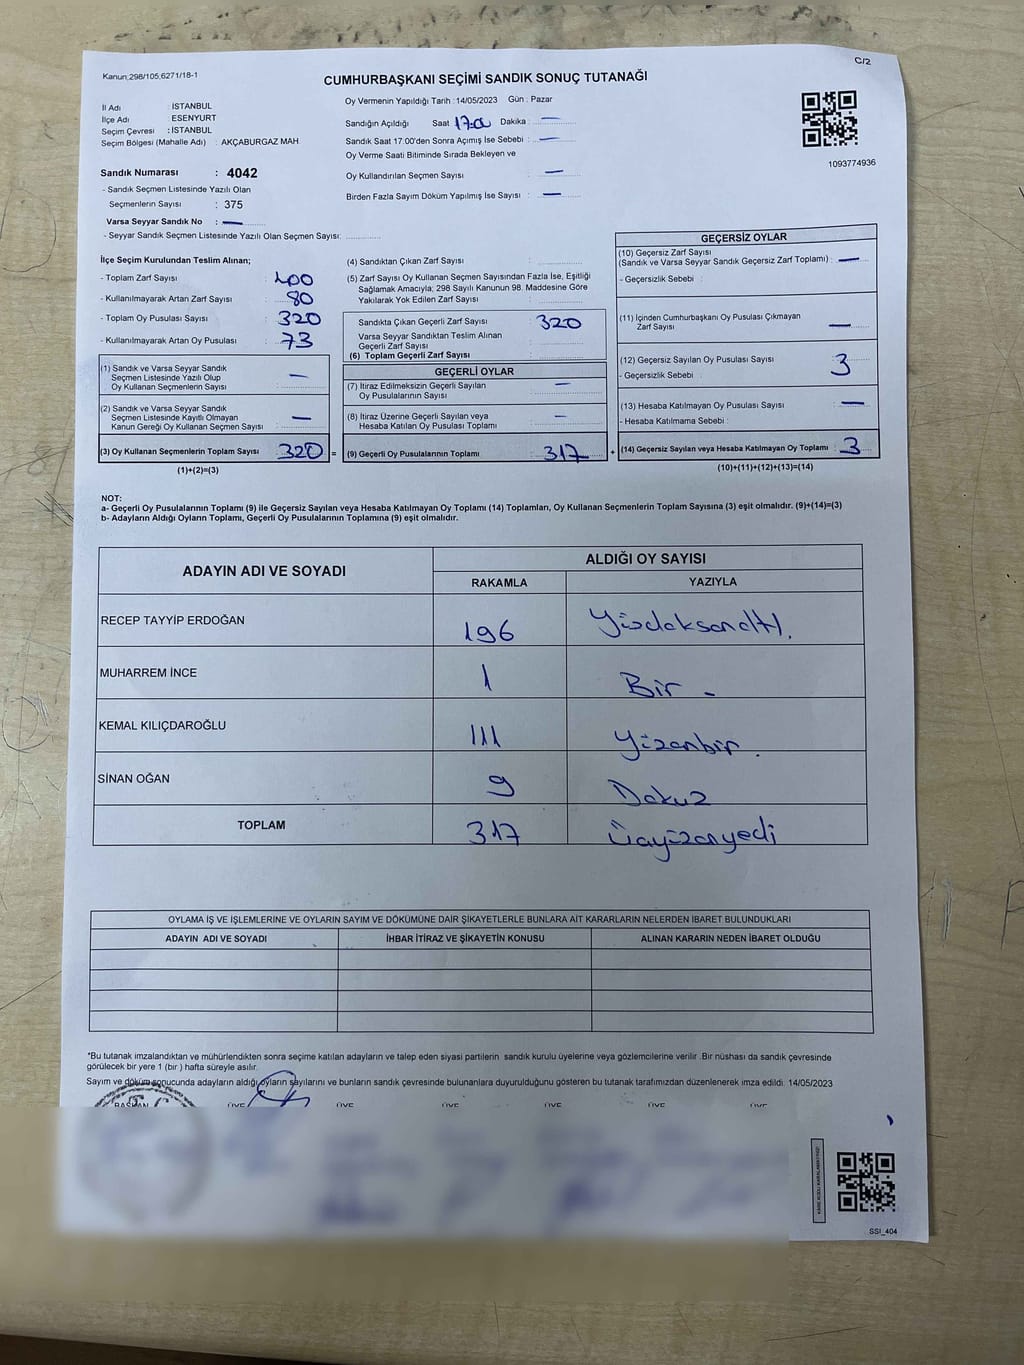 C/2
Kanun;298/105;6271/18-1
CUMHURBAŞKANI SEÇİMİ SANDIK SONUÇ TUTANAĞI
İl Adı : İSTANBUL
İlçe Adı : ESENYURT
Seçim Çevresi : İSTANBUL
Seçim Bölgesi (Mahalle Adı) : AKÇABURGAZ MAH
Sandık Numarası : 4042
- Sandık Seçmen Listesinde Yazılı Olan
Seçmenlerin Sayısı : 375
Varsa Seyyar Sandık No : —
- Seyyar Sandık Seçmen Listesinde Yazılı Olan Seçmen Sayısı:
Oy Vermenin Yapıldığı Tarih : 14/05/2023 Gün : Pazar
Sandığın Açıldığı Saat Dakika : —
Sandık Saat 17:00'den Sonra Açımış İse Sebebi : —
Oy Verme Saati Bitiminde Sırada Bekleyen ve
Oy Kullandırılan Seçmen Sayısı : —
Birden Fazla Sayım Döküm Yapılmış İse Sayısı : —
1093774936
İlçe Seçim Kurulundan Teslim Alınan;
- Toplam Zarf Sayısı : 400
- Kullanılmayarak Artan Zarf Sayısı : 80
- Toplam Oy Pusulası Sayısı : 320
- Kullanılmayarak Artan Oy Pusulası : 73
(1) Sandık ve Varsa Seyyar Sandık
Seçmen Listesinde Yazılı Olup
Oy Kullanan Seçmenlerin Sayısı : —
(2) Sandık ve Varsa Seyyar Sandık
Seçmen Listesinde Kayıtlı Olmayan
Kanun Gereği Oy Kullanan Seçmen Sayısı : —
(3) Oy Kullanan Seçmenlerin Toplam Sayısı : 320 =
(1)+(2)=(3)
(4) Sandıktan Çıkan Zarf Sayısı :
(5) Zarf Sayısı Oy Kullanan Seçmen Sayısından Fazla İse, Eşitliği
Sağlamak Amacıyla; 298 Sayılı Kanunun 98. Maddesine Göre
Yakılarak Yok Edilen Zarf Sayısı :
Sandıkta Çıkan Geçerli Zarf Sayısı : 320
Varsa Seyyar Sandıktan Teslim Alınan
Geçerli Zarf Sayısı :
(6) Toplam Geçerli Zarf Sayısı :
GEÇERLİ OYLAR
(7) İtiraz Edilmeksizin Geçerli Sayılan
Oy Pusulalarının Sayısı : —
(8) İtiraz Üzerine Geçerli Sayılan veya
Hesaba Katılan Oy Pusulası Toplamı : —
(9) Geçerli Oy Pusulalarının Toplamı : 317 +
GEÇERSİZ OYLAR
(10) Geçersiz Zarf Sayısı
(Sandık ve Varsa Seyyar Sandık Geçersiz Zarf Toplamı) : —
- Geçersizlik Sebebi :
(11) İçinden Cumhurbaşkanı Oy Pusulası Çıkmayan
Zarf Sayısı : —
(12) Geçersiz Sayılan Oy Pusulası Sayısı : 3
- Geçersizlik Sebebi :
(13) Hesaba Katılmayan Oy Pusulası Sayısı : —
- Hesaba Katılmama Sebebi :
(14) Geçersiz Sayılan veya Hesaba Katılmayan Oy Toplamı : 3
(10)+(11)+(12)+(13)=(14)
NOT:
a- Geçerli Oy Pusulalarının Toplamı (9) ile Geçersiz Sayılan veya Hesaba Katılmayan Oy Toplamı (14) Toplamları, Oy Kullanan Seçmenlerin Toplam Sayısına (3) eşit olmalıdır. (9)+(14)=(3)
b- Adayların Aldığı Oyların Toplamı, Geçerli Oy Pusulalarının Toplamına (9) eşit olmalıdır.
ADAYIN ADI VE SOYADI
ALDIĞI OY SAYISI
RAKAMLA YAZIYLA
RECEP TAYYİP ERDOĞAN 196 Yüzdoksanaltı.
MUHARREM İNCE 1 Bir -
KEMAL KILIÇDAROĞLU 111 Yüzonbir.
SİNAN OĞAN 9 Dokuz
TOPLAM 317 Üçyüzonyedi
OYLAMA İŞ VE İŞLEMLERİNE VE OYLARIN SAYIM VE DÖKÜMÜNE DAİR ŞİKAYETLERLE BUNLARA AİT KARARLARIN NELERDEN İBARET BULUNDUKLARI
ADAYIN ADI VE SOYADI İHBAR İTİRAZ VE ŞİKAYETİN KONUSU ALINAN KARARIN NEDEN İBARET OLDUĞU
*Bu tutanak imzalandıktan ve mühürlendikten sonra seçime katılan adayların ve talep eden siyasi partilerin sandık kurulu üyelerine veya gözlemcilerine verilir .Bir nüshası da sandık çevresinde
görülecek bir yere 1 (bir ) hafta süreyle asılır.
Sayım ve döküm sonucunda adayların aldığı oyların sayılarını ve bunların sandık çevresinde bulunanlara duyurulduğunu gösteren bu tutanak tarafımızdan düzenlenerek imza edildi. 14/05/2023
BAŞKAN ÜYE ÜYE ÜYE ÜYE ÜYE ÜYE
SSI_404